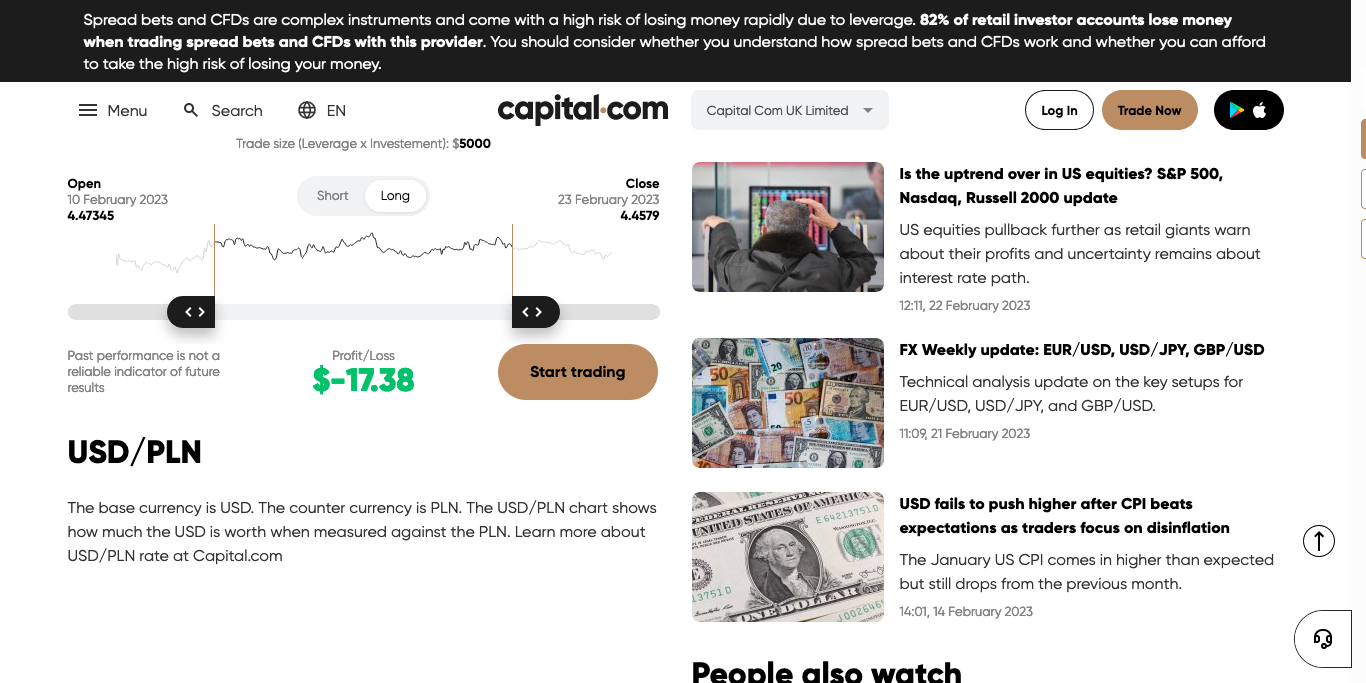 Spread bets and CFDs are complex instruments and come with a high risk of losing money rapidly due to leverage. 82% of retail investor accounts lose money
when trading spread bets and CFDs with this provider. You should consider whether you understand how spread bets and CFDs work and whether you can afford
to take the high risk of losing your money.
Menu
Search
EN
capital.com
Capital Com UK Limited
Log In
Trade Now
Trade size (Leverage x Investement): $5000
Open
10 February 2023
4.47345
Short
Long
Close
23 February 2023
4.4579
Past performance is not a
reliable indicator of future
results
Profit/Loss
$-17.38
Start trading
USD/PLN
The base currency is USD. The counter currency is PLN. The USD/PLN chart shows
how much the USD is worth when measured against the PLN. Learn more about
USD/PLN rate at Capital.com
Is the uptrend over in US equities? S&P 500,
Nasdaq, Russell 2000 update
US equities pullback further as retail giants warn
about their profits and uncertainty remains about
interest rate path.
12:11, 22 February 2023
FX Weekly update: EUR/USD, USD/JPY, GBP/USD
Technical analysis update on the key setups for
EUR/USD, USD/JPY, and GBP/USD.
11:09, 21 February 2023
USD fails to push higher after CPI beats
expectations as traders focus on disinflation
The January US CPI comes in higher than expected
but still drops from the previous month.
14:01, 14 February 2023
People also watch